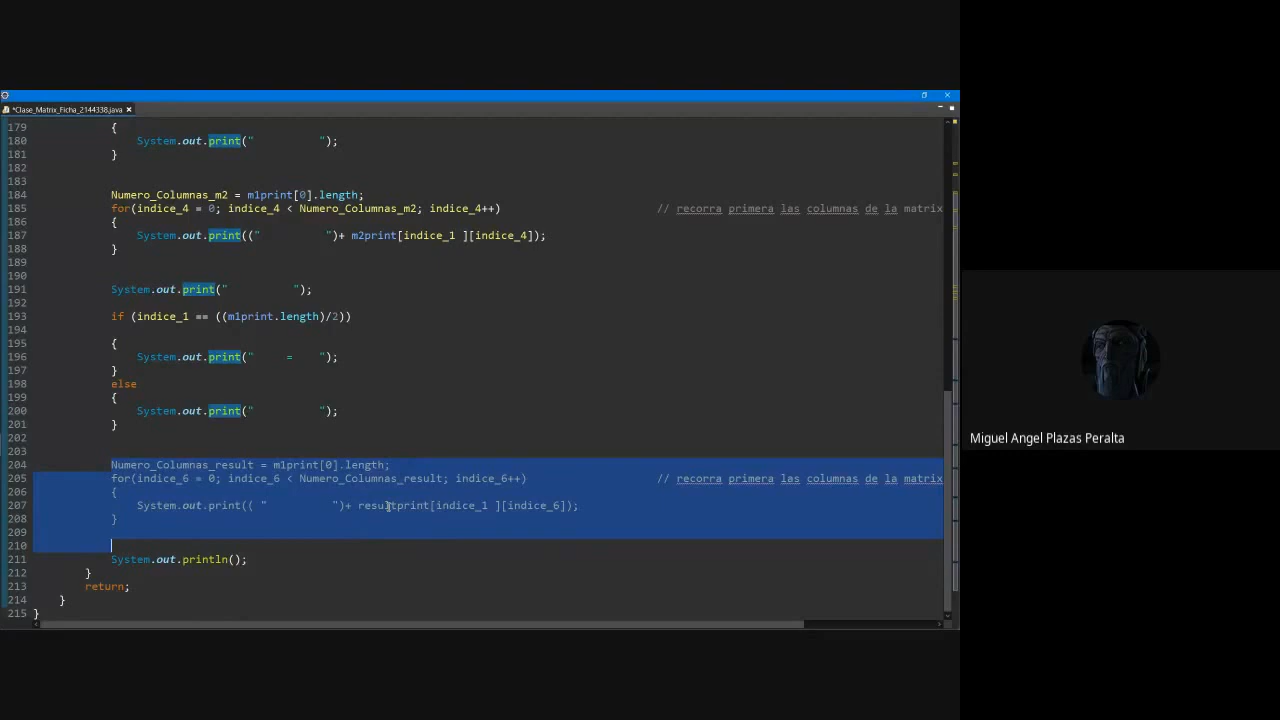 *Clase_Matrix_Ficha_2144338.java
179 {
180 System.out.print("          ");
181 }
182
183
184 Numero_Columnas_m2 = m1print[0].length;
185 for(indice_4 = 0; indice_4 < Numero_Columnas_m2; indice_4++) // recorra primera las columnas de la matrix
186 {
187 System.out.print(("          ")+ m2print[indice_1 ][indice_4]);
188 }
189
190
191 System.out.print("          ");
192
193 if (indice_1 == ((m1print.length)/2))
194
195 {
196 System.out.print("     =    ");
197 }
198 else
199 {
200 System.out.print("          ");
201 }
202
203
204 Numero_Columnas_result = m1print[0].length;
205 for(indice_6 = 0; indice_6 < Numero_Columnas_result; indice_6++) // recorra primera las columnas de la matrix
206 {
207 System.out.print(( "          ")+ resultprint[indice_1 ][indice_6]);
208 }
209
210
211 System.out.println();
212 }
213 return;
214 }
215 }
Miguel Angel Plazas Peralta